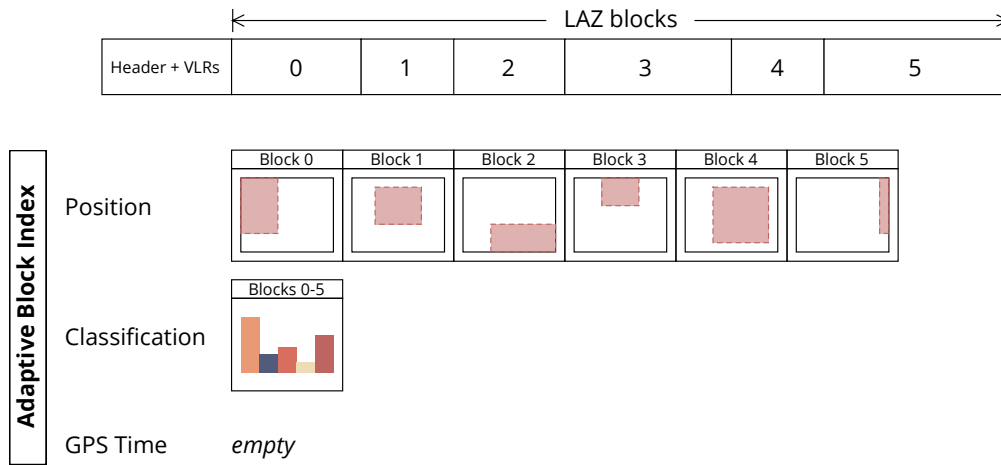 LAZ blocks
Header + VLRs 0 1 2 3 4 5
Adaptive Block Index
Block 0 Block 1 Block 2 Block 3 Block 4 Block 5
Position
Blocks 0-5
Classification
GPS Time empty